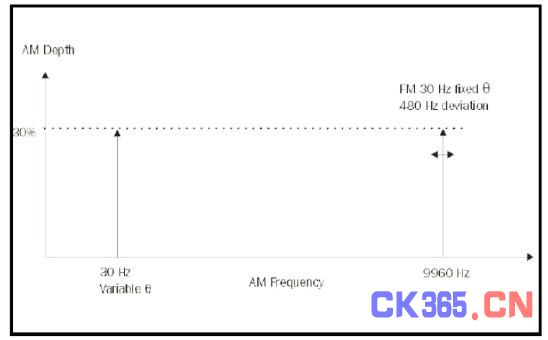 AM Depth
FM 30 Hz fixed θ
480 Hz deviation
30%
30 Hz
Variable θ
AM Frequency
9960 Hz
CK365.CN